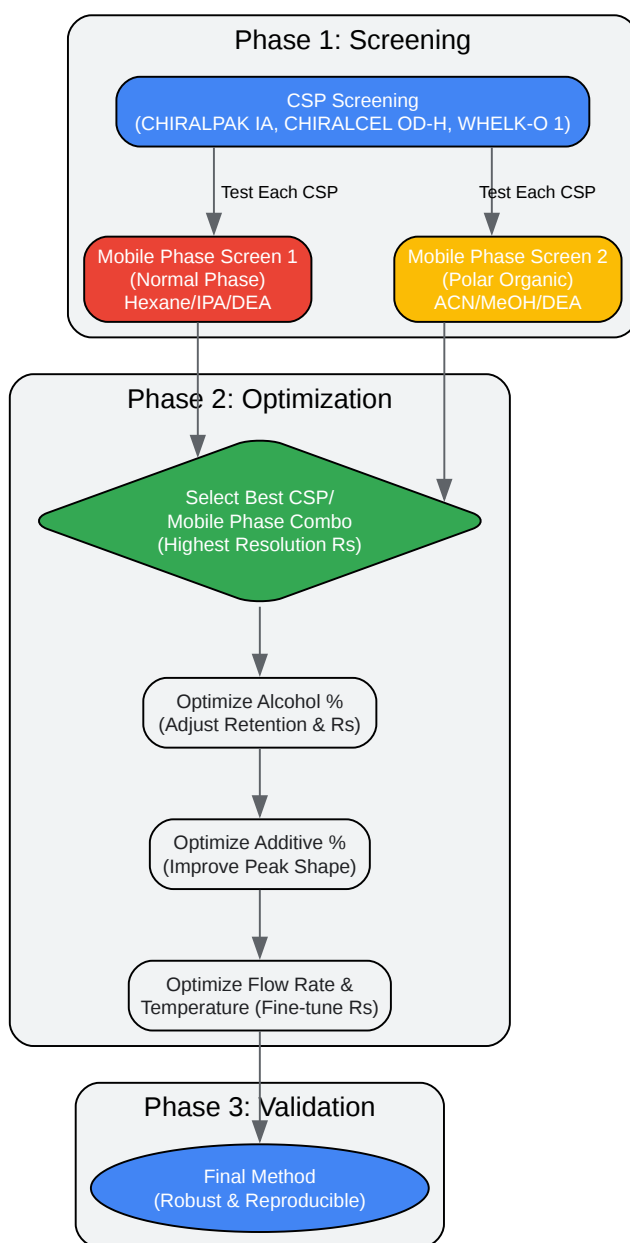 Phase 1: Screening
CSP Screening
(CHIRALPAK IA, CHIRALCEL OD-H, WHELK-O 1)
Test Each CSP
Test Each CSP
Mobile Phase Screen 1
(Normal Phase)
Hexane/IPA/DEA
Mobile Phase Screen 2
(Polar Organic)
ACN/MeOH/DEA
Phase 2: Optimization
Select Best CSP/
Mobile Phase Combo
(Highest Resolution Rs)
Optimize Alcohol %
(Adjust Retention & Rs)
Optimize Additive %
(Improve Peak Shape)
Optimize Flow Rate &
Temperature (Fine-tune Rs)
Phase 3: Validation
Final Method
(Robust & Reproducible)